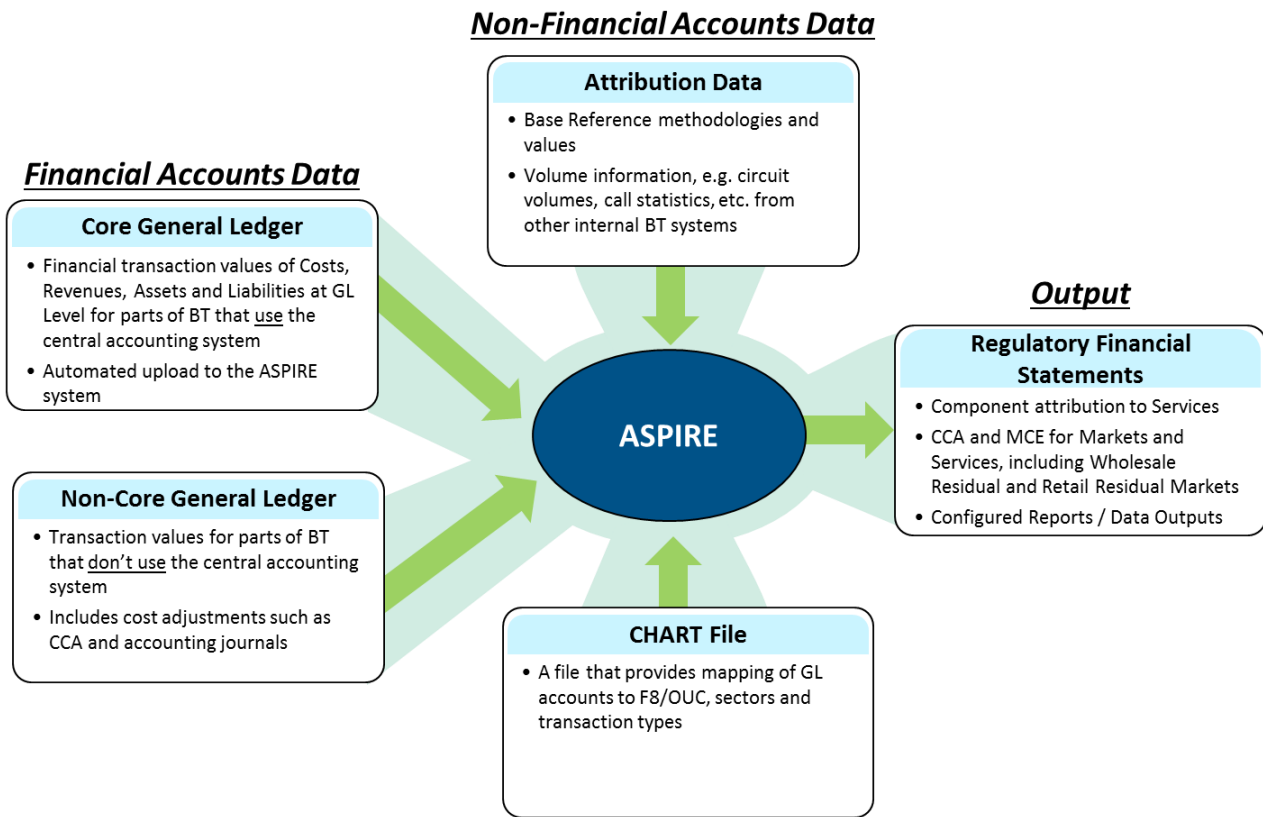 Non-Financial Accounts Data
Attribution Data
• Base Reference methodologies and
values
• Volume information, e.g. circuit
volumes, call statistics, etc. from
other internal BT systems
Financial Accounts Data
Core General Ledger
• Financial transaction values of Costs,
Revenues, Assets and Liabilities at GL
Level for parts of BT that use the
central accounting system
• Automated upload to the ASPIRE
system
Non-Core General Ledger
• Transaction values for parts of BT
that don’t use the central accounting
system
• Includes cost adjustments such as
CCA and accounting journals
ASPIRE
CHART File
• A file that provides mapping of GL
accounts to F8/OUC, sectors and
transaction types
Output
Regulatory Financial
Statements
• Component attribution to Services
• CCA and MCE for Markets and
Services, including Wholesale
Residual and Retail Residual Markets
• Configured Reports / Data Outputs